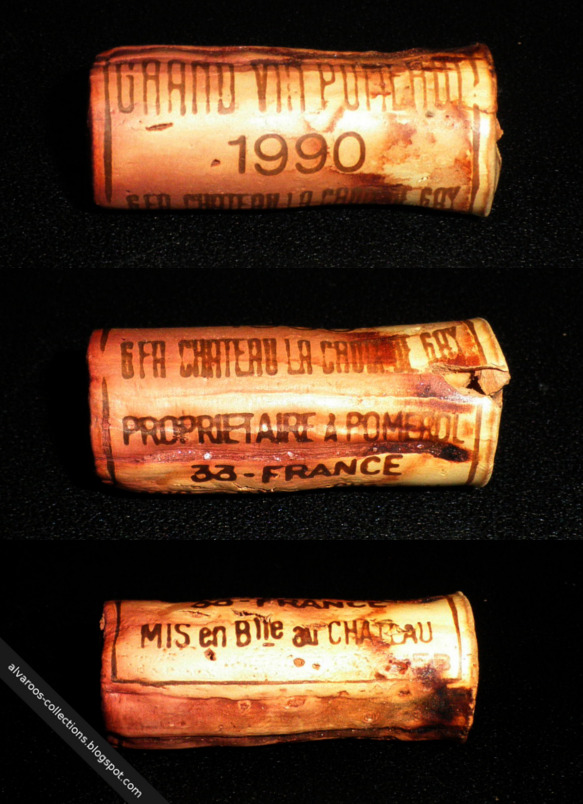 GRAND VIN POMEROL
1990
GFA CHATEAU LA CROIX DE GAY
GFA CHATEAU LA CROIX DE GAY
PROPRIETAIRE A POMEROL
33-FRANCE
33-FRANCE
MIS en Blle au CHATEAU
alvaroos-collections.blogspot.com